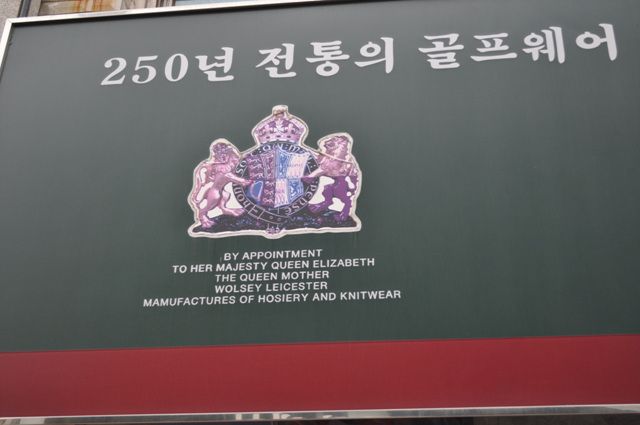 250년 전통의 골프웨어
BY APPOINTMENT
TO HER MAJESTY QUEEN ELIZABETH
THE QUEEN MOTHER
WOLSEY LEICESTER
MAMUFACTURES OF HOSIERY AND KNITWEAR